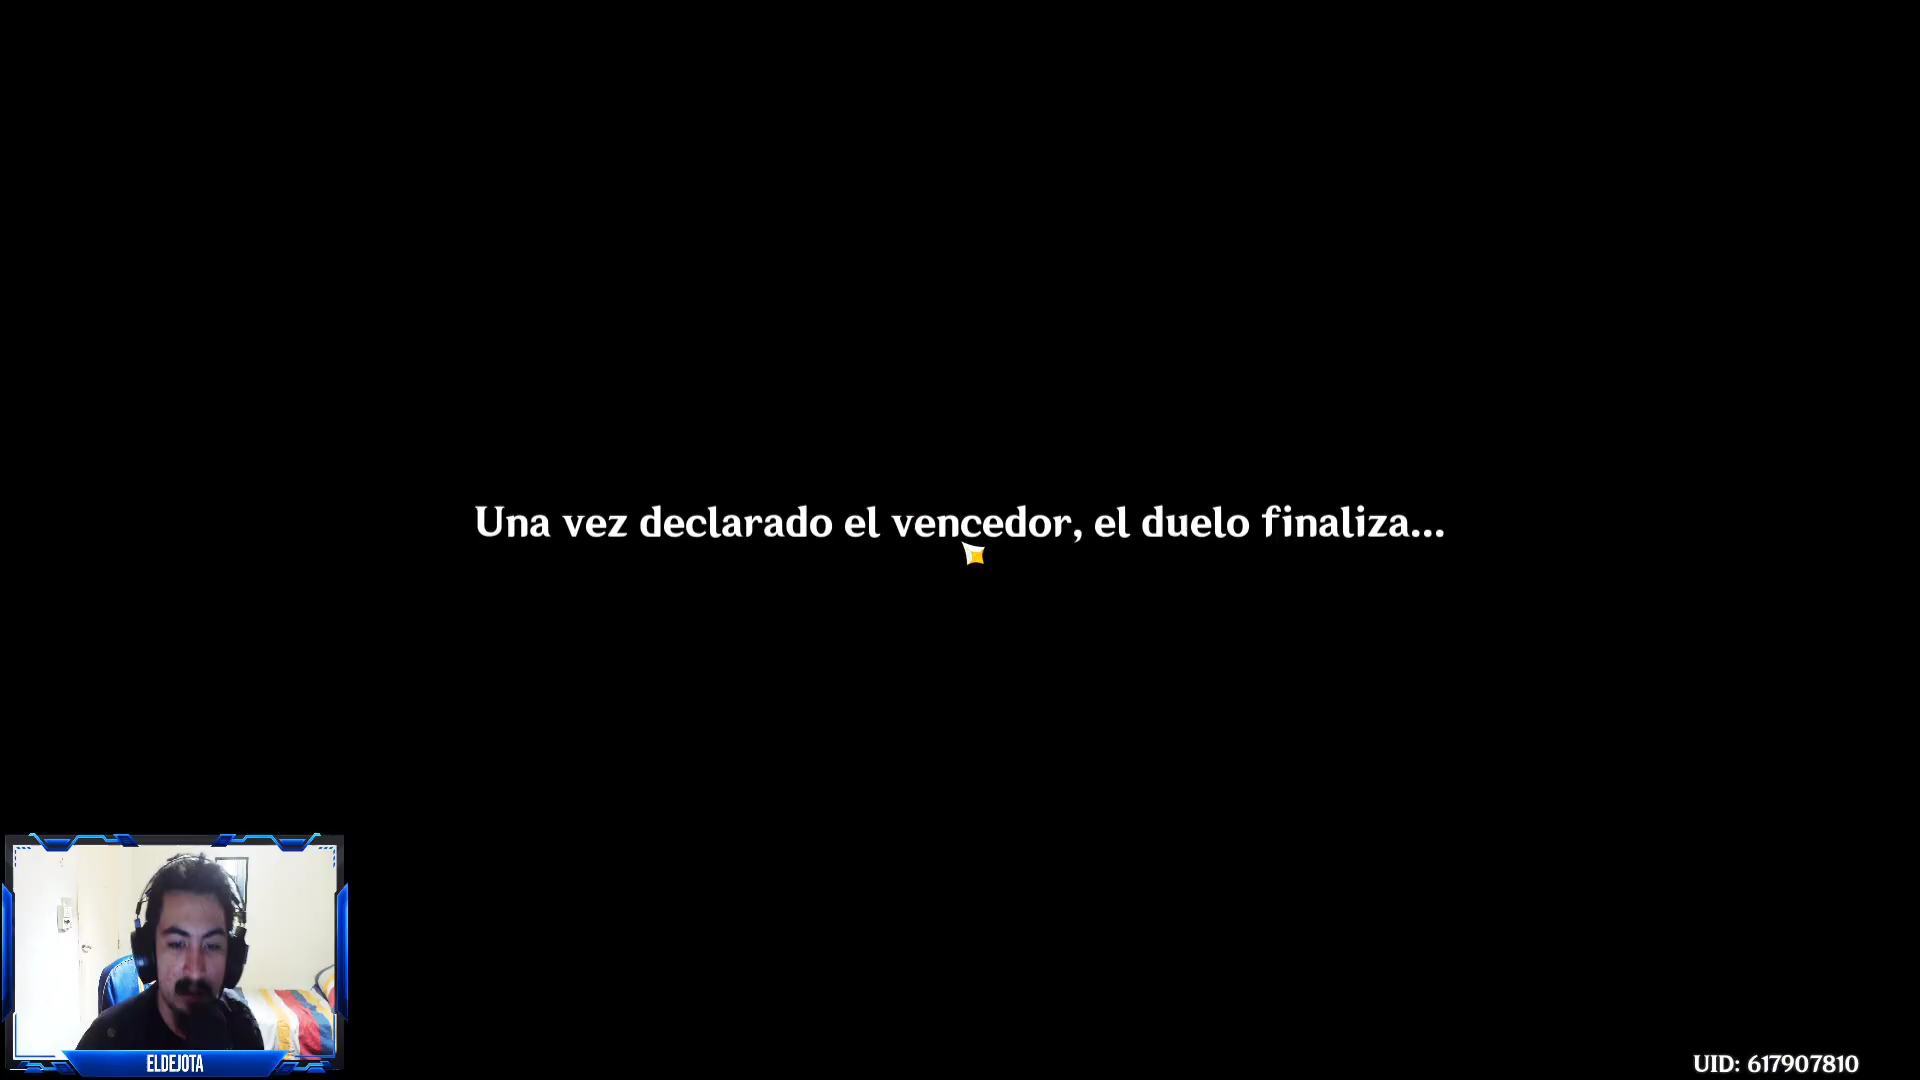 Una vez declarado el vencedor, el duelo finaliza...
ELDEJOTA
UID: 617907810